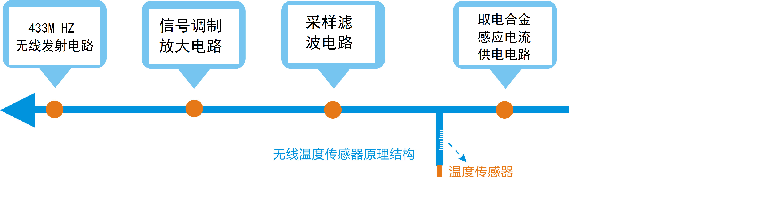 433M HZ
无线发射电路
信号调制
放大电路
采样滤
波电路
取电合金
感应电流
供电电路
无线温度传感器原理结构
温度传感器